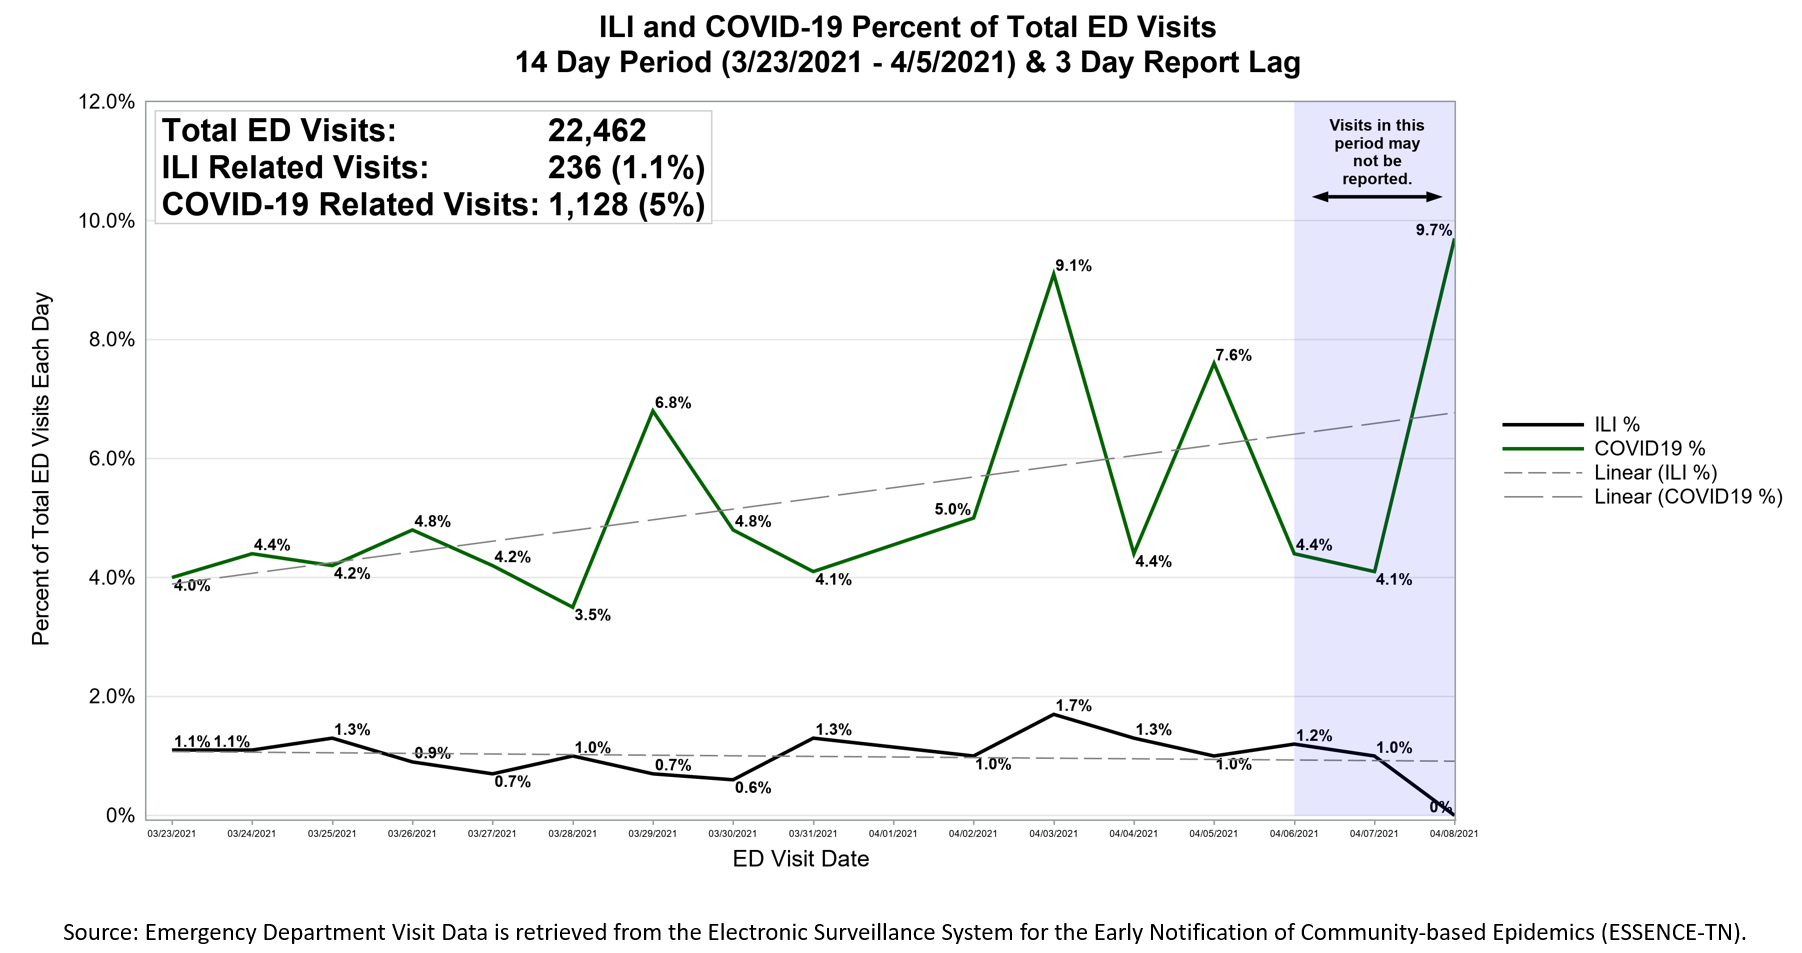 ILI and COVID-19 Percent of Total ED Visits
14 Day Period (3/23/2021 - 4/5/2021) & 3 Day Report Lag
12.0%
10.0%
8.0%
6.0%
4.0%
2.0%
0%
Percent of Total ED Visits Each Day
Total ED Visits: 22,462
ILI Related Visits: 236 (1.1%)
COVID-19 Related Visits: 1,128 (5%)
Visits in this
period may
not be
reported.
4.0%
4.4%
4.2%
4.8%
4.2%
3.5%
6.8%
4.8%
4.1%
5.0%
9.1%
4.4%
7.6%
4.4%
4.1%
9.7%
1.1%
1.1%
1.3%
0.9%
0.7%
1.0%
0.7%
0.6%
1.3%
1.0%
1.7%
1.3%
1.0%
1.2%
1.0%
0%
03/23/2021 03/24/2021 03/25/2021 03/26/2021 03/27/2021 03/28/2021 03/29/2021 03/30/2021 03/31/2021 04/01/2021 04/02/2021 04/03/2021 04/04/2021 04/05/2021 04/06/2021 04/07/2021 04/08/2021
ED Visit Date
ILI %
COVID19 %
Linear (ILI %)
Linear (COVID19 %)
Source: Emergency Department Visit Data is retrieved from the Electronic Surveillance System for the Early Notification of Community-based Epidemics (ESSENCE-TN).